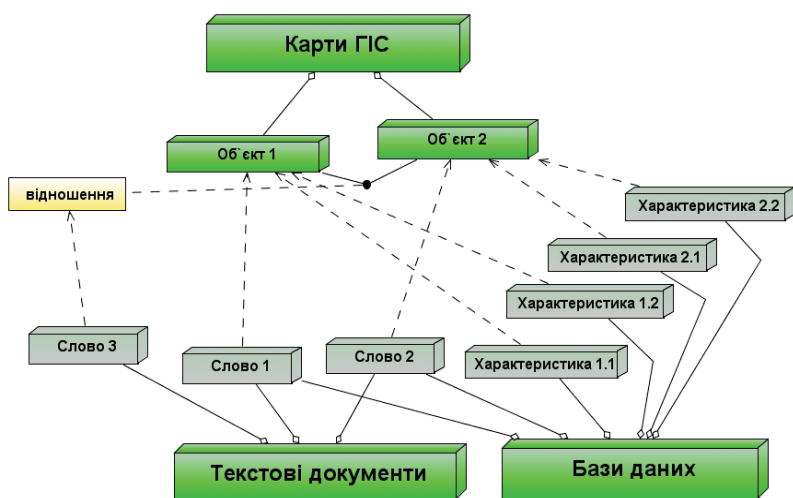 Карти ГІС
Об`єкт 1
Об`єкт 2
відношення
Характеристика 2.2
Характеристика 2.1
Характеристика 1.2
Слово 3
Слово 1
Слово 2
Характеристика 1.1
Текстові документи
Бази даних